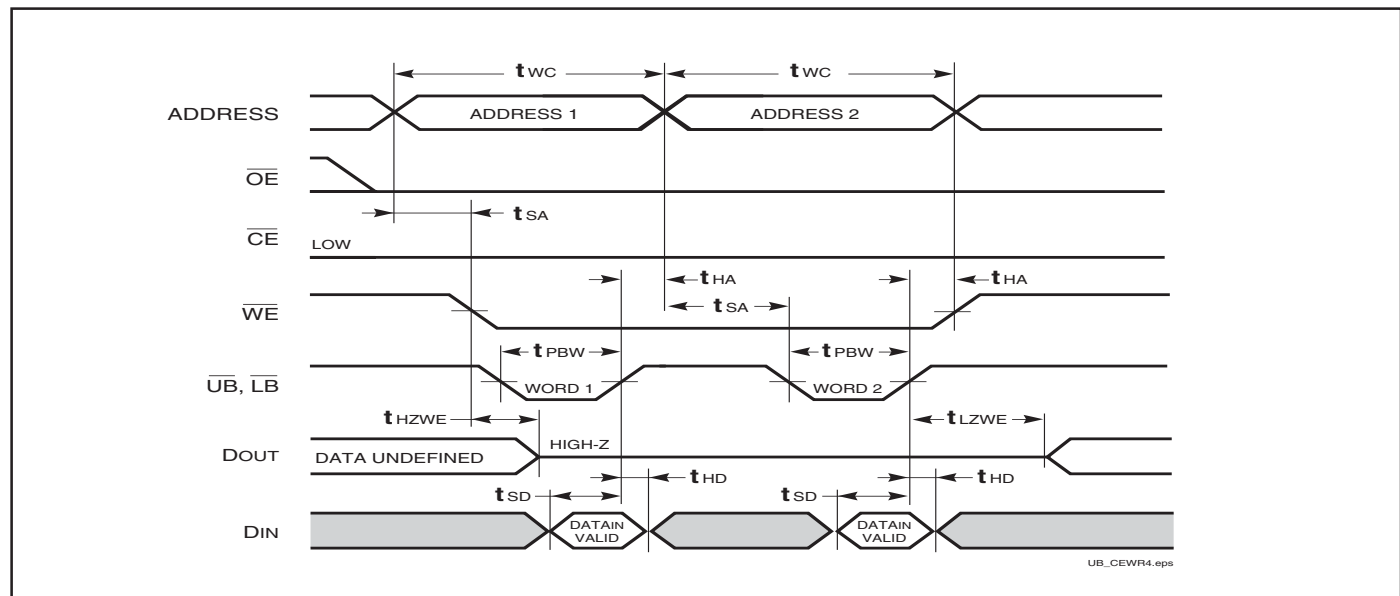 tWC tWC
ADDRESS ADDRESS 1 ADDRESS 2
OE
tSA
CE LOW
tHA tHA
tSA
WE
tPBW tPBW
UB, LB WORD 1 WORD 2
tHZWE tLZWE
DOUT DATA UNDEFINED HIGH-Z
tHD tHD
tSD tSD
DIN DATAIN VALID DATAIN VALID
UB_CEWR4.eps